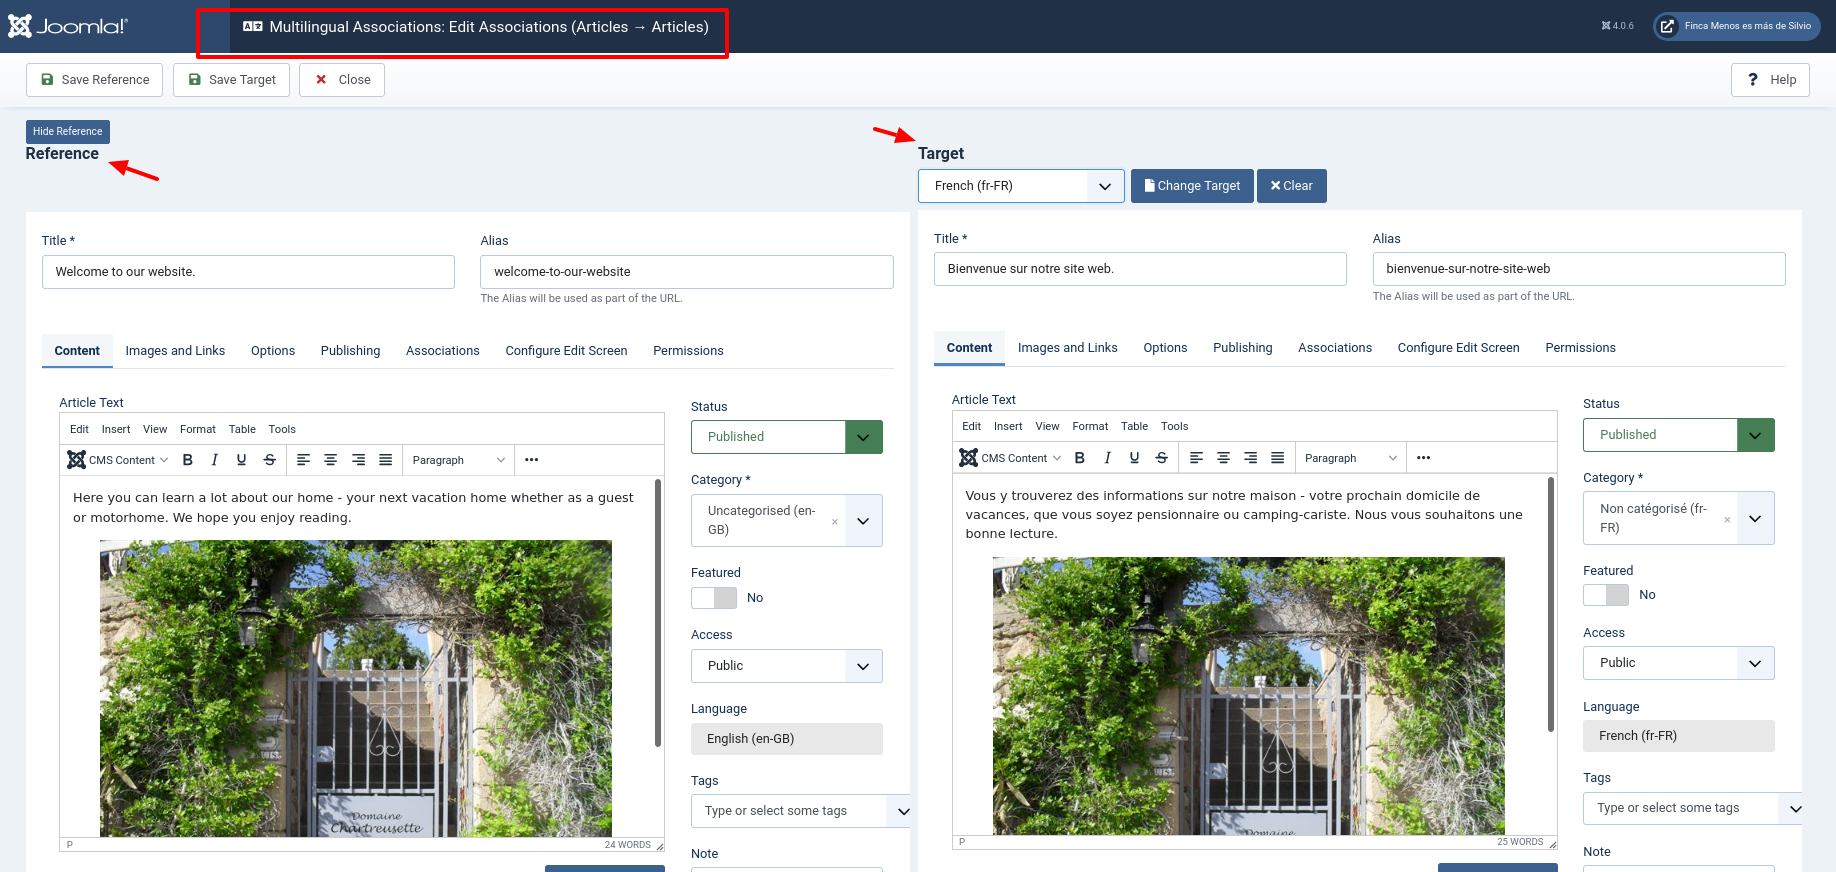 Joomla!
Multilingual Associations: Edit Associations (Articles → Articles)
4.0.6
Finca Menos es más de Silvio
Save Reference
Save Target
Close
? Help
Hide Reference
Reference
Title *
Alias
Welcome to our website.
welcome-to-our-website
The Alias will be used as part of the URL.
Content Images and Links Options Publishing Associations Configure Edit Screen Permissions
Article Text
Edit Insert View Format Table Tools
CMS Content B I U S Paragraph •••
Here you can learn a lot about our home - your next vacation home whether as a guest
or motorhome. We hope you enjoy reading.
Domaine
Chartreusette
P
24 WORDS
Status
Published
Category *
Uncategorised (en-
GB) ×
Featured
No
Access
Public
Language
English (en-GB)
Tags
Type or select some tags
Note
Target
French (fr-FR)
Change Target
Clear
Title *
Alias
Bienvenue sur notre site web.
bienvenue-sur-notre-site-web
The Alias will be used as part of the URL.
Content Images and Links Options Publishing Associations Configure Edit Screen Permissions
Article Text
Edit Insert View Format Table Tools
CMS Content B I U S Paragraph •••
Vous y trouverez des informations sur notre maison - votre prochain domicile de
vacances, que vous soyez pensionnaire ou camping-cariste. Nous vous souhaitons une
bonne lecture.
Domaine
P
25 WORDS
Status
Published
Category *
Non catégorisé (fr-
FR) ×
Featured
No
Access
Public
Language
French (fr-FR)
Tags
Type or select some tags
Note